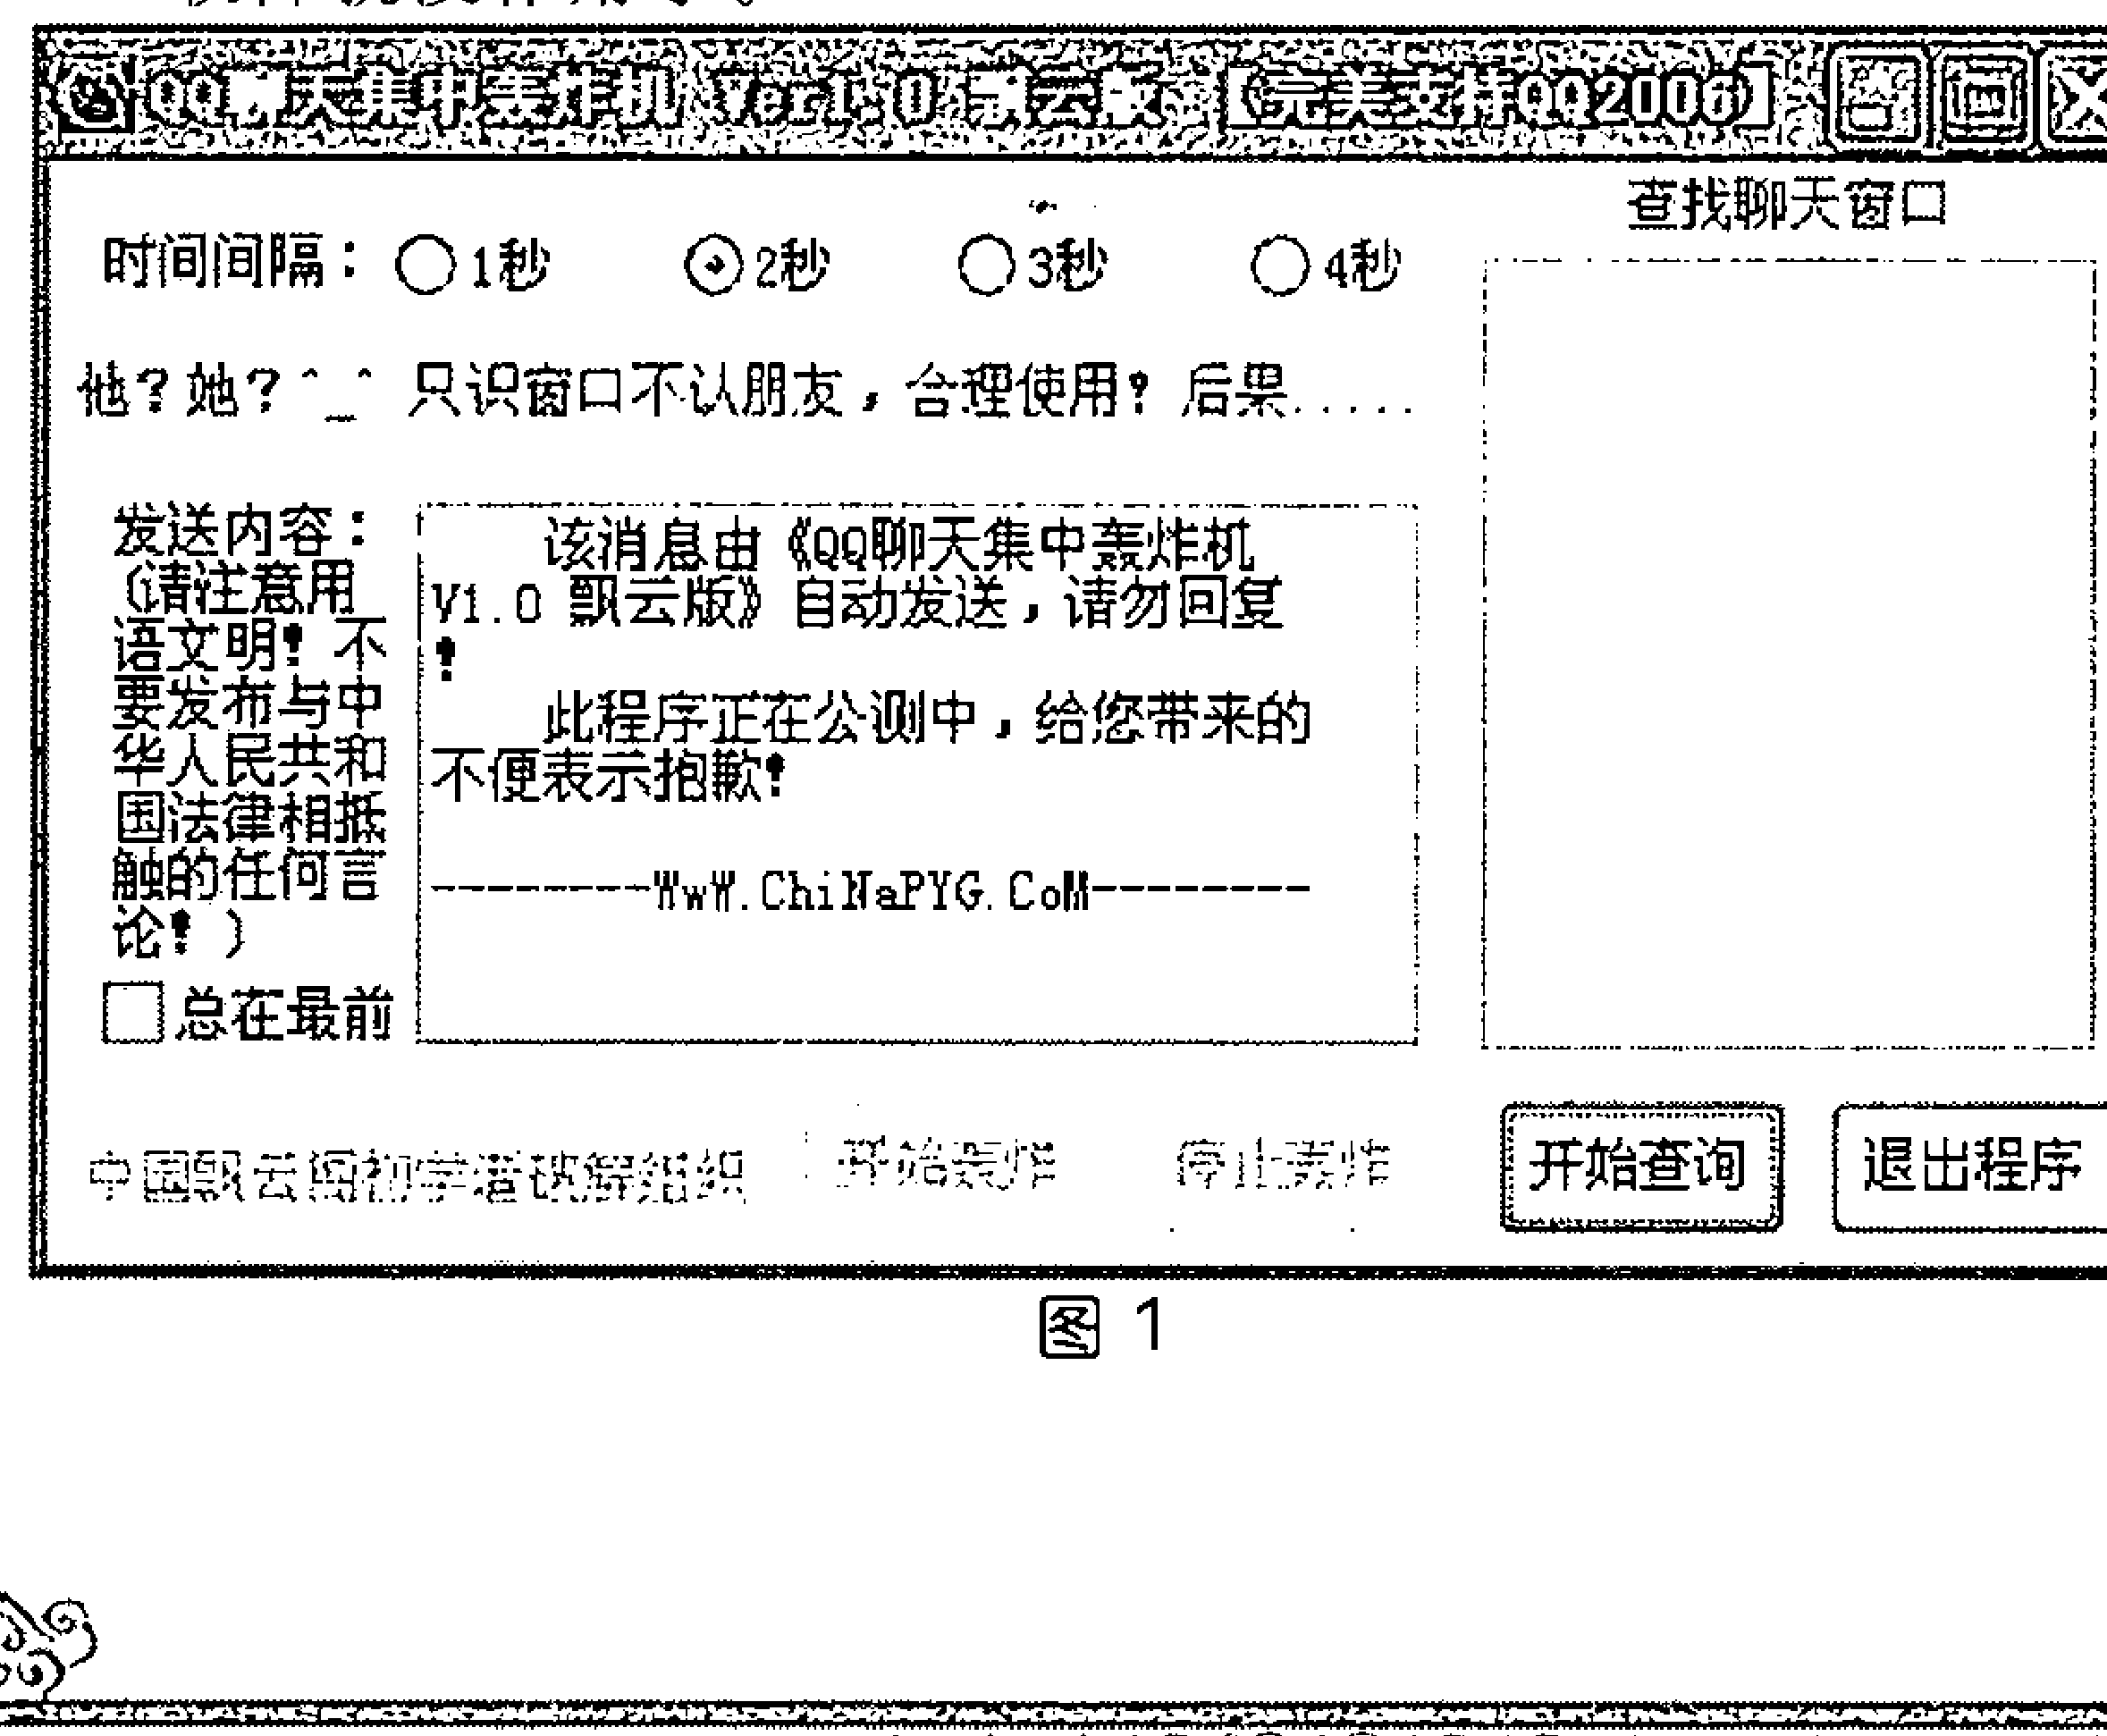 QQ聊天集中轰炸机 Ver1.0 飘云版 【完美支持QQ2006】
查找聊天窗口
时间间隔： 1秒 2秒 3秒 4秒
他？她？^_^ 只识窗口不认朋友，合理使用！后果.....
发送内容：
（请注意用
语文明！不
要发布与中
华人民共和
国法律相抵
触的任何言
论！）
该消息由《QQ聊天集中轰炸机
V1.0 飘云版》自动发送，请勿回复
！
此程序正在公测中，给您带来的
不便表示抱歉！
--------WwW.ChiNaPYG.CoM--------
总在最前
中国飘云阁初学者破解组织 开始轰炸 停止轰炸 开始查询 退出程序
图 1